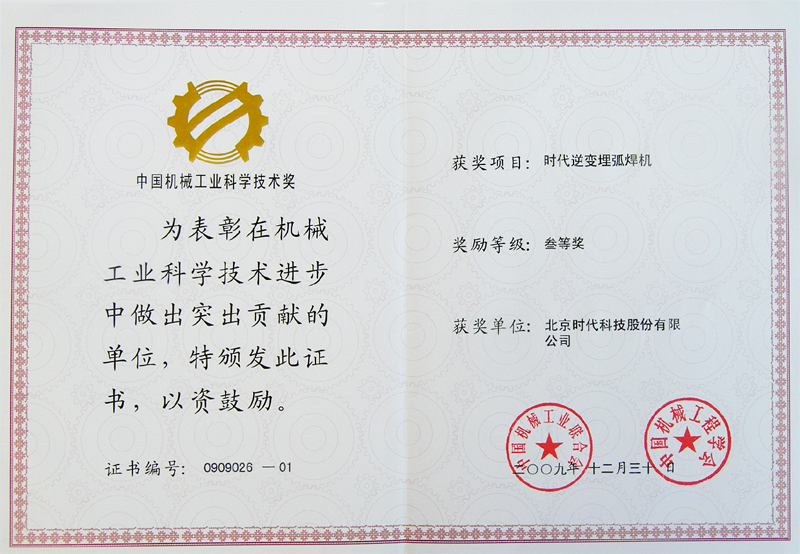 中国机械工业科学技术奖
为表彰在机械
工业科学技术进步
中做出突出贡献的
单位，特颁发此证
书，以资鼓励。
证书编号：0909026－01
获奖项目：时代逆变埋弧焊机
奖励等级：叁等奖
获奖单位：北京时代科技股份有限
公司
中国机械工业联合会
中国机械工程学会
二〇〇九年 十二月三十日